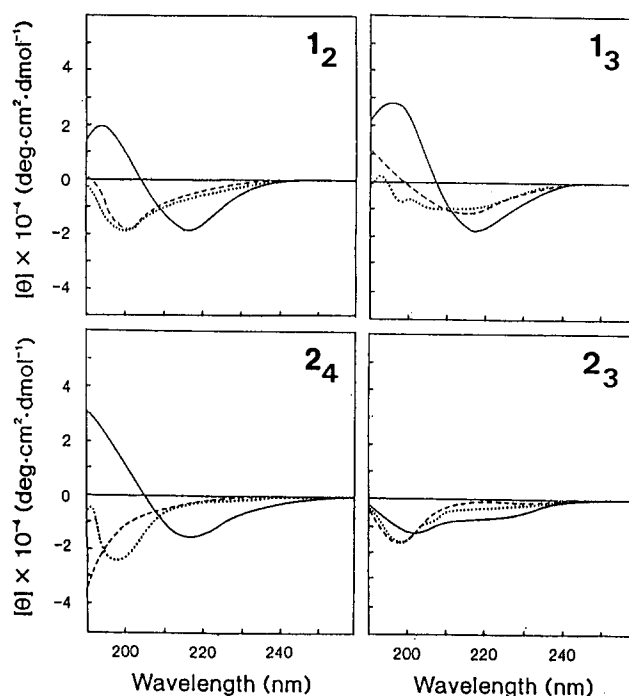 1₂
1₃
[θ] × 10⁻⁴ (deg·cm²·dmol⁻¹)
4
2
0
−2
−4
2₄
2₃
[θ] × 10⁻⁴ (deg·cm²·dmol⁻¹)
4
2
0
−2
−4
200 220 240
200 220 240
Wavelength (nm)
Wavelength (nm)